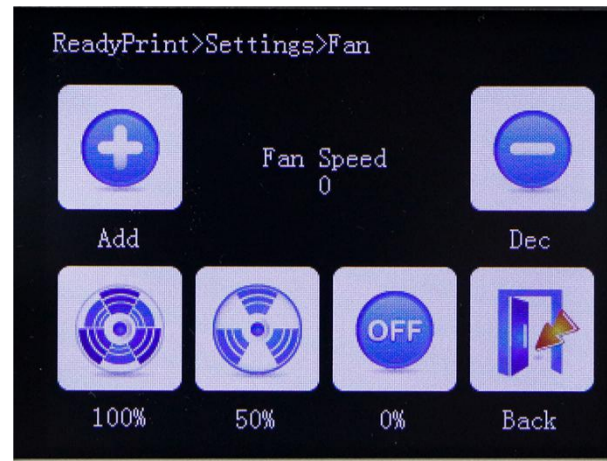 ReadyPrint>Settings>Fan
Fan Speed
0
Add
Dec
OFF
100%
50%
0%
Back